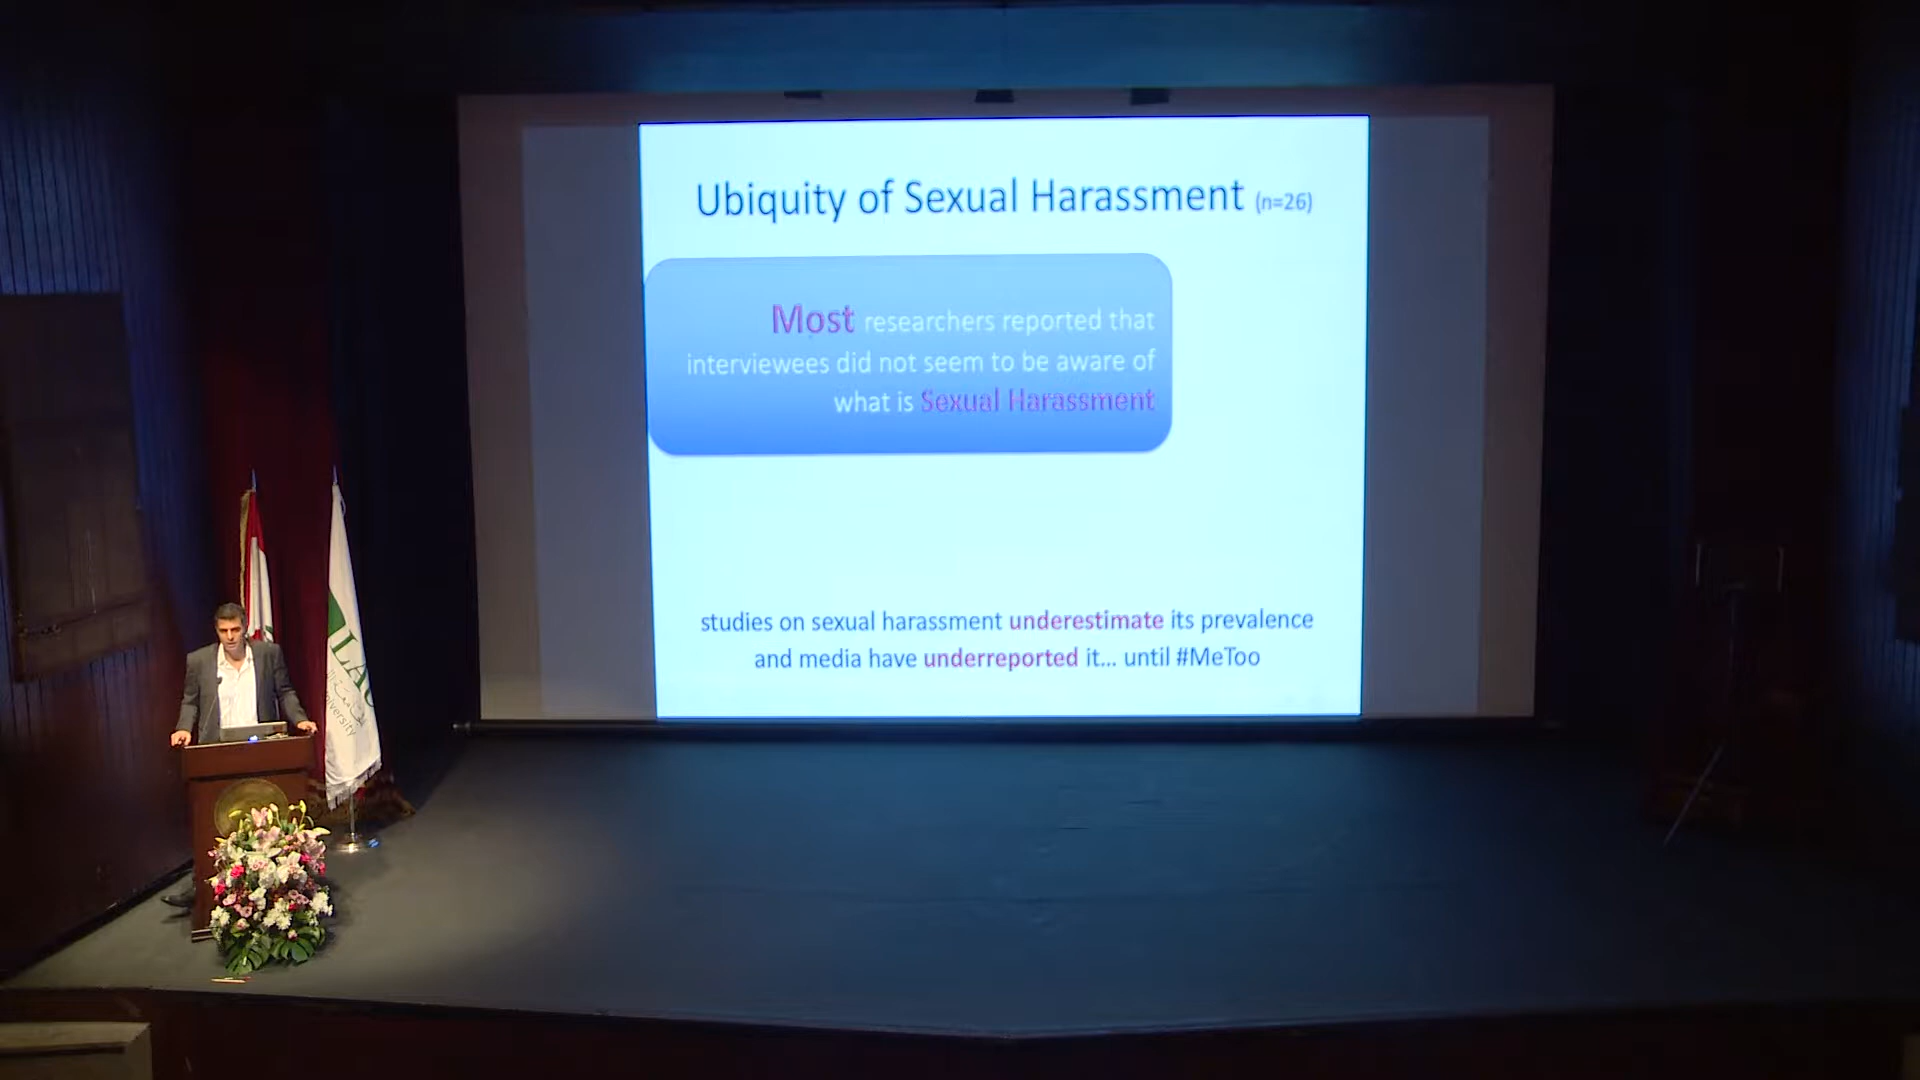 Ubiquity of Sexual Harassment (n=26)
Most researchers reported that
interviewees did not seem to be aware of
what is Sexual Harassment
studies on sexual harassment underestimate its prevalence
and media have underreported it... until #MeToo
LAU
University